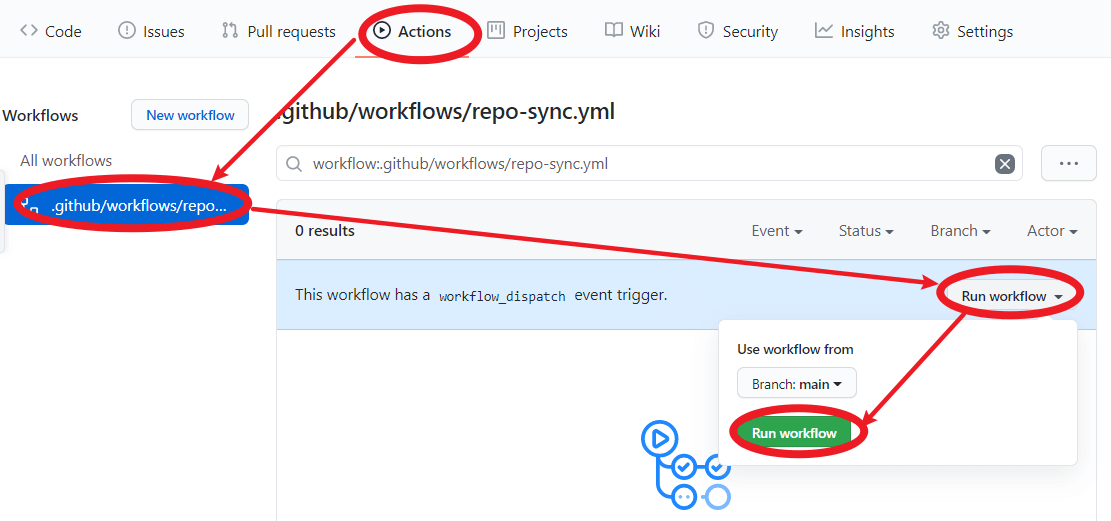 Code Issues Pull requests Actions Projects Wiki Security Insights Settings
Workflows New workflow
.github/workflows/repo-sync.yml
All workflows
workflow:.github/workflows/repo-sync.yml
.github/workflows/repo...
0 results Event Status Branch Actor
This workflow has a workflow_dispatch event trigger.
Run workflow
Use workflow from
Branch: main
Run workflow